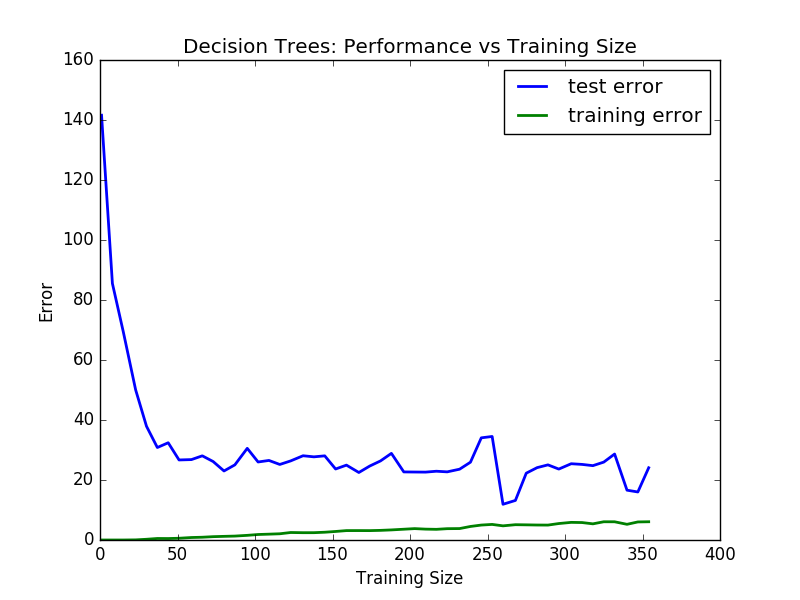 Decision Trees: Performance vs Training Size
160
140
120
100
80
60
40
20
0
Error
test error
training error
0 50 100 150 200 250 300 350 400
Training Size